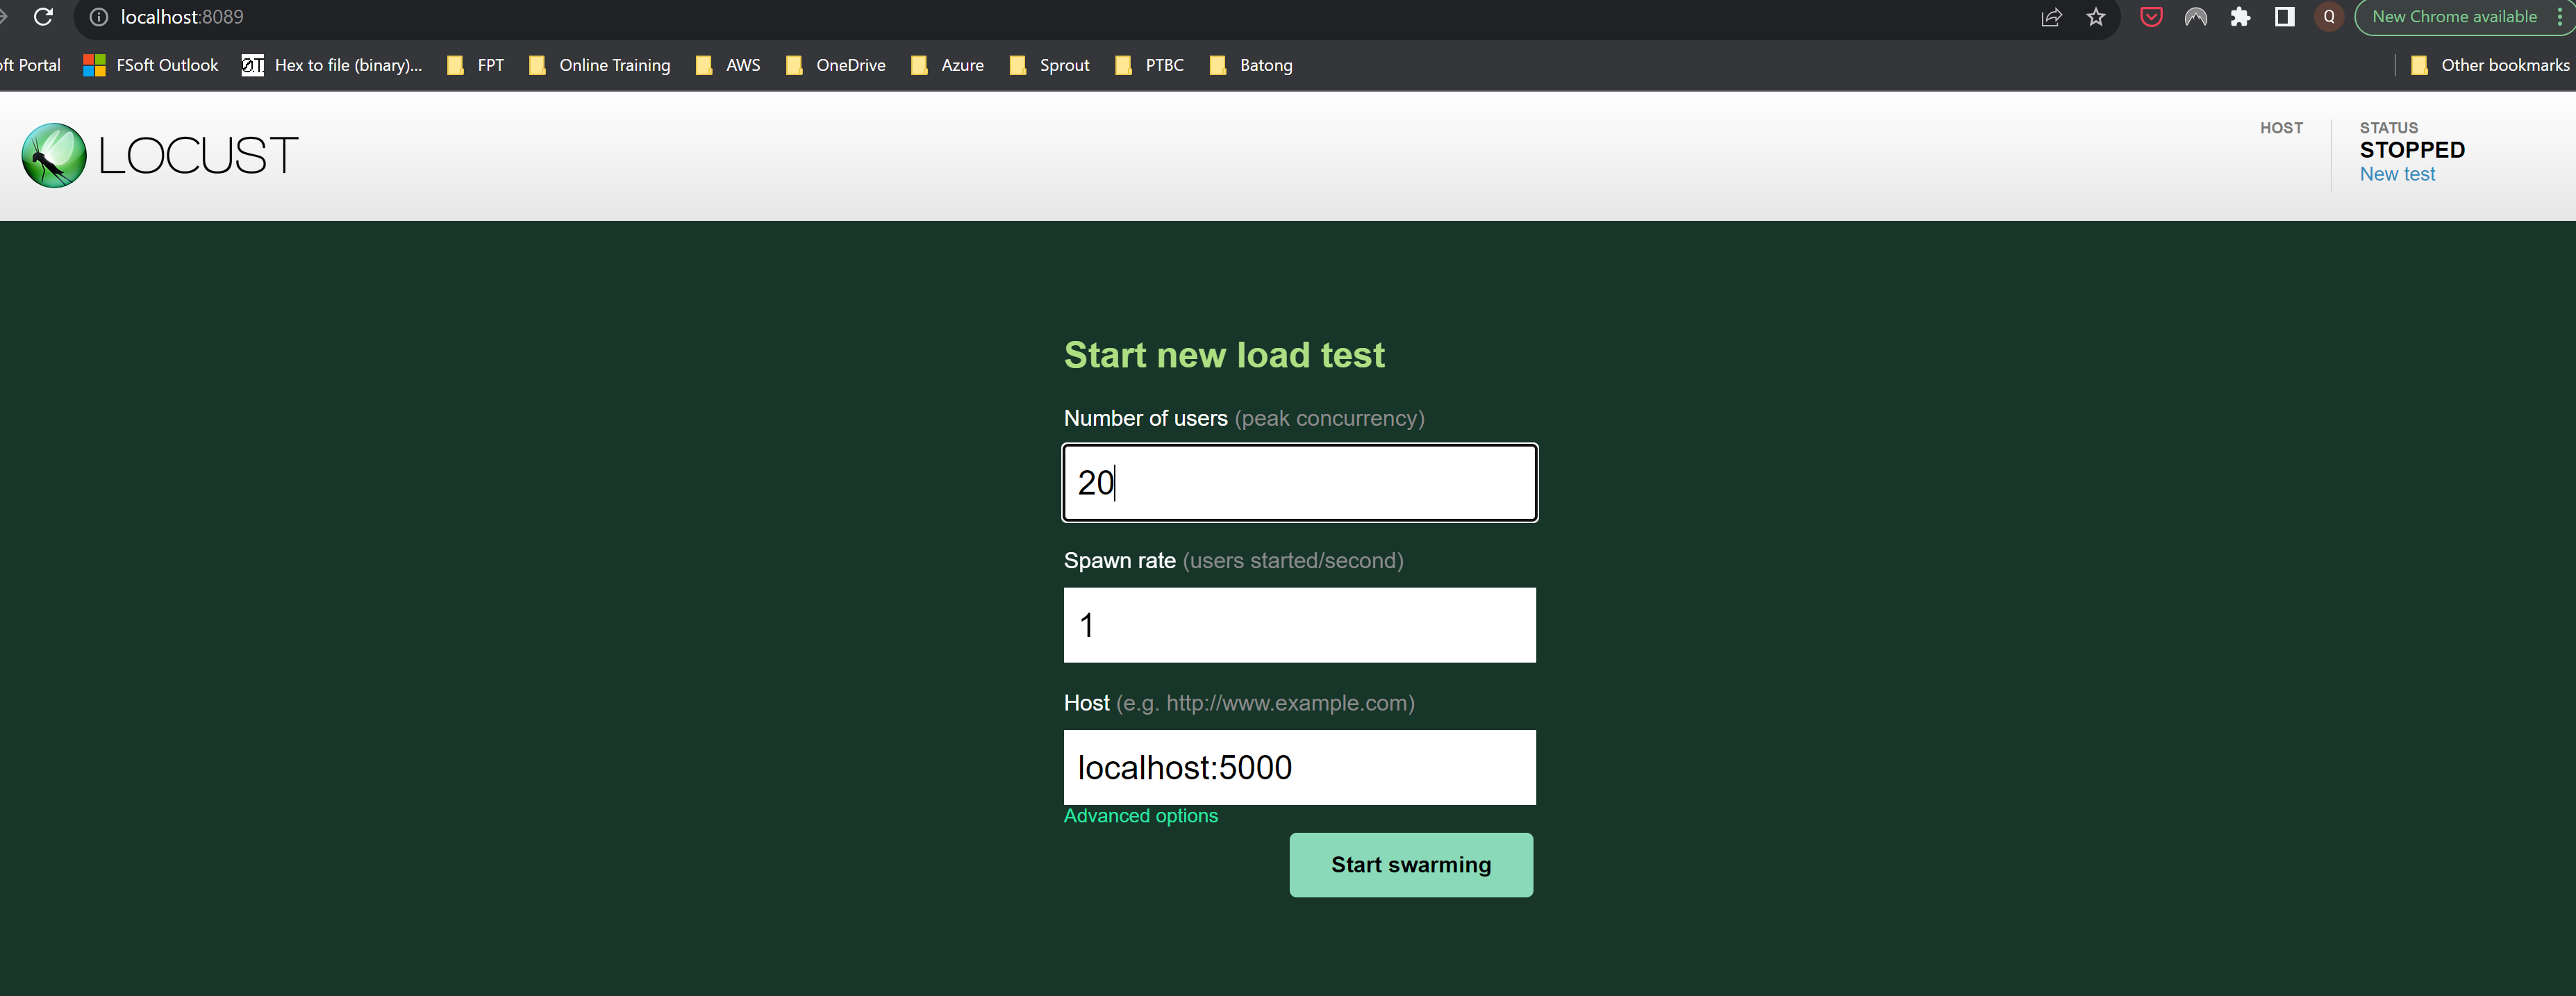 localhost:8089
New Chrome available
oft Portal FSoft Outlook Hex to file (binary)... FPT Online Training AWS OneDrive Azure Sprout PTBC Batong Other bookmarks
LOCUST
HOST
STATUS
STOPPED
New test
Start new load test
Number of users (peak concurrency)
20
Spawn rate (users started/second)
1
Host (e.g. http://www.example.com)
localhost:5000
Advanced options
Start swarming